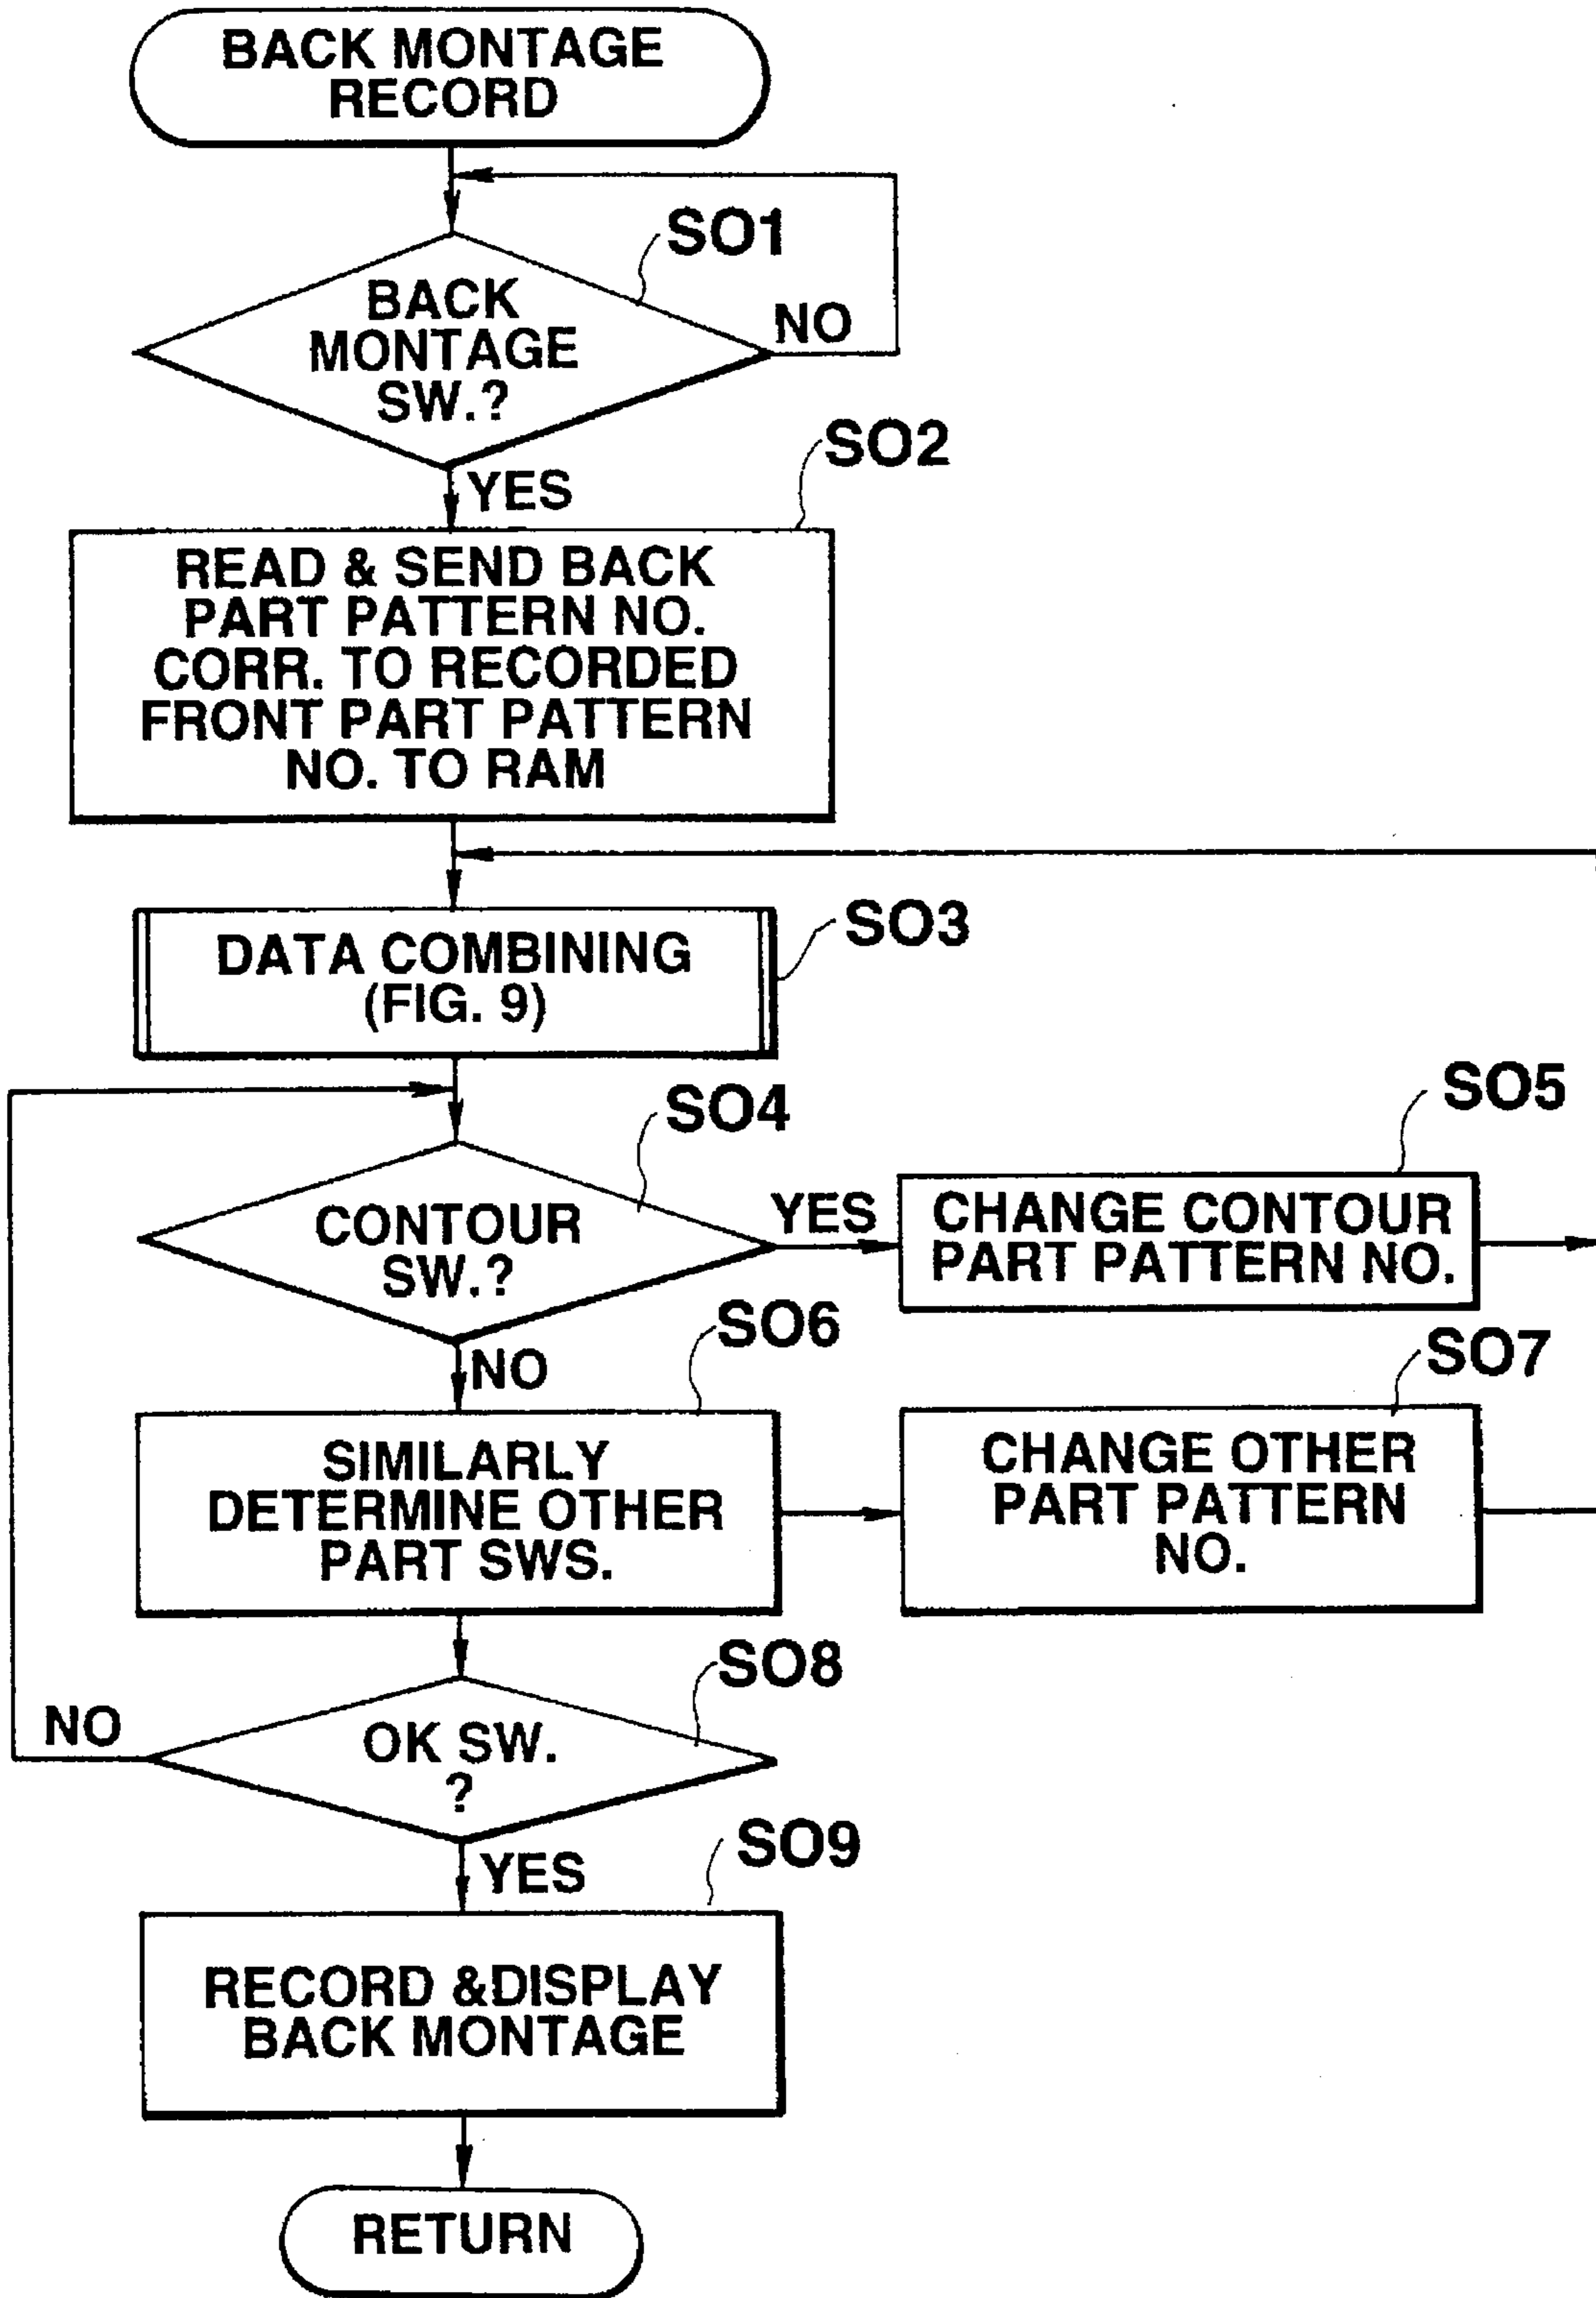 BACK MONTAGE
RECORD
SO1
BACK
MONTAGE
SW.?
NO
SO2
YES
READ & SEND BACK
PART PATTERN NO.
CORR. TO RECORDED
FRONT PART PATTERN
NO. TO RAM
SO3
DATA COMBINING
(FIG. 9)
SO4
SO5
CONTOUR
SW.?
YES
CHANGE CONTOUR
PART PATTERN NO.
SO6
NO
SO7
SIMILARLY
DETERMINE OTHER
PART SWS.
CHANGE OTHER
PART PATTERN
NO.
SO8
NO
OK SW.
?
SO9
YES
RECORD &DISPLAY
BACK MONTAGE
RETURN